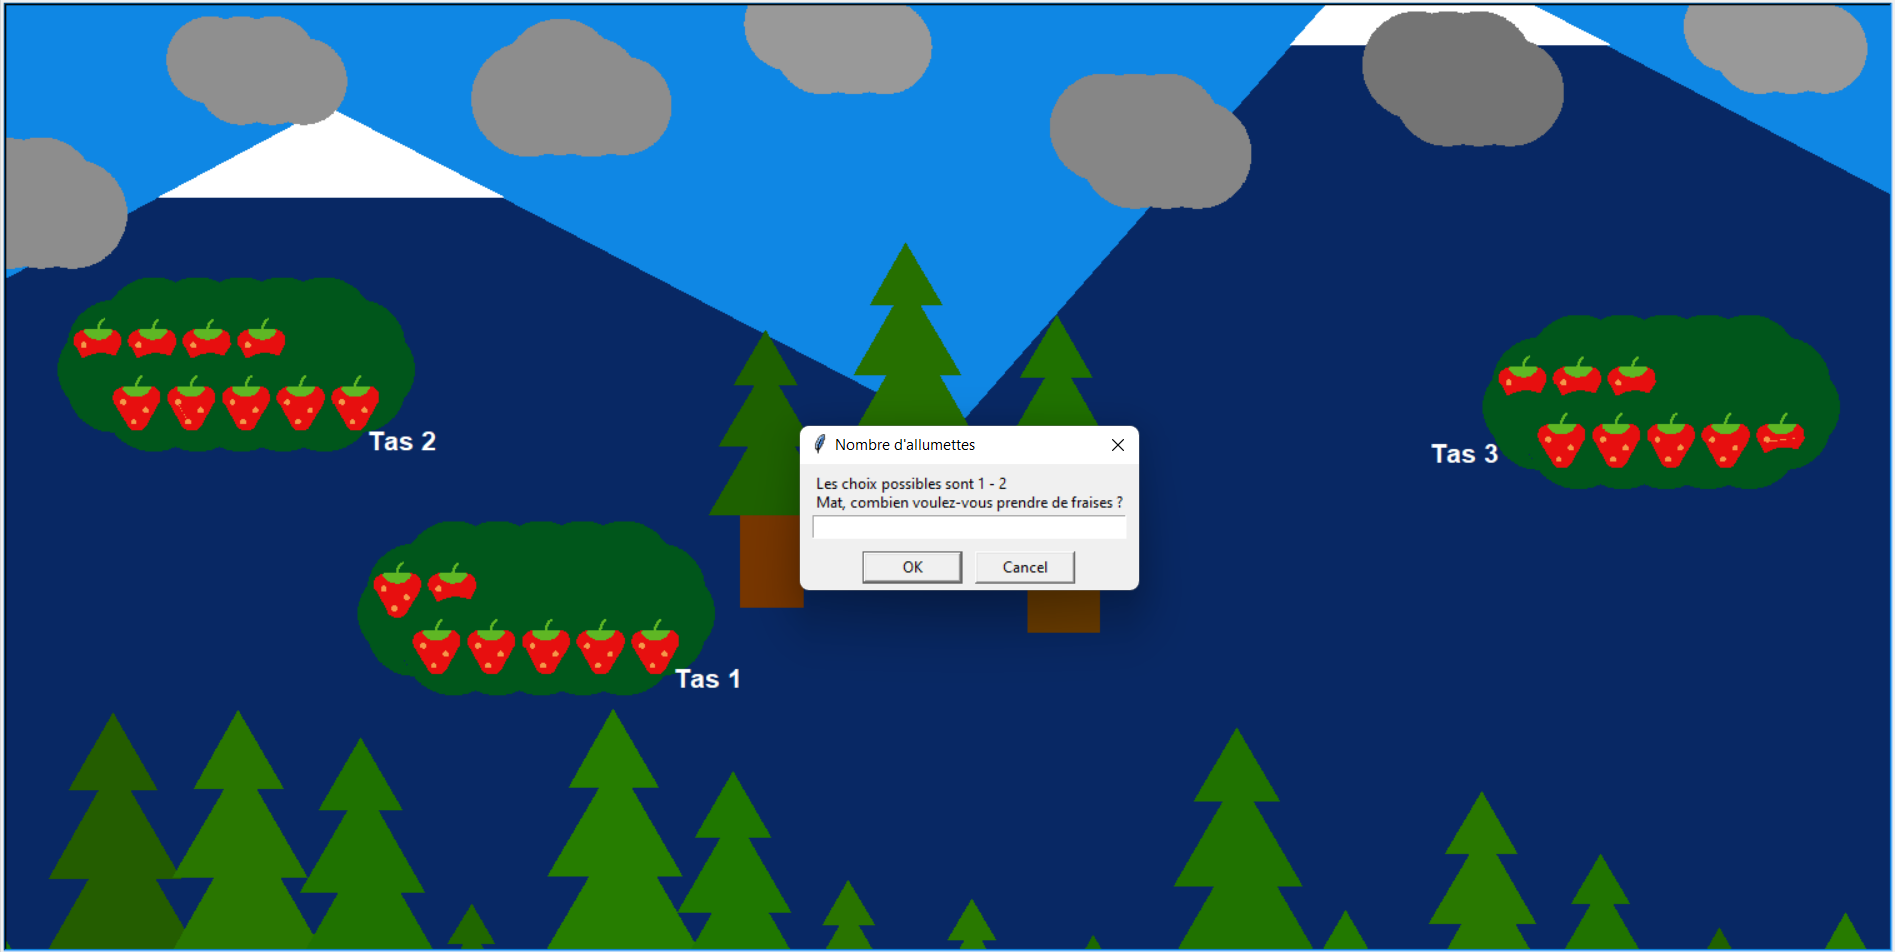 Tas 2
Tas 3
Nombre d'allumettes
Les choix possibles sont 1 - 2
Mat, combien voulez-vous prendre de fraises ?
OK
Cancel
Tas 1